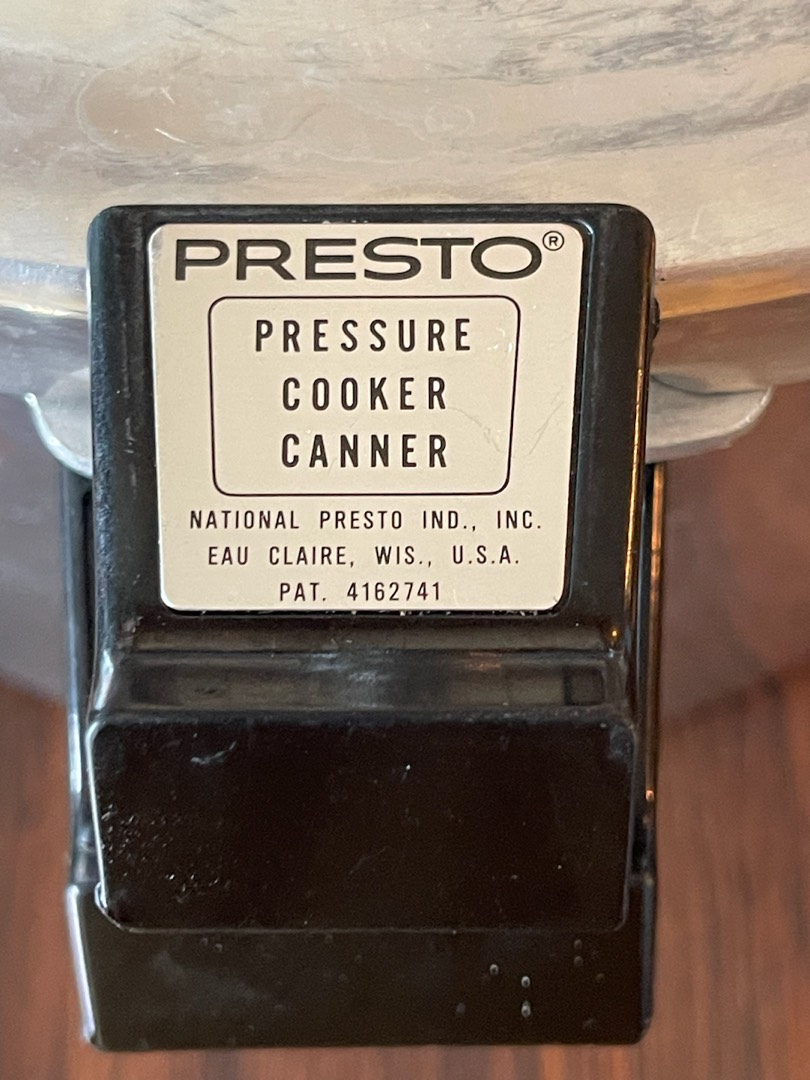 PRESTO®
PRESSURE
COOKER
CANNER
NATIONAL PRESTO IND., INC.
EAU CLAIRE, WIS., U.S.A.
PAT. 4162741